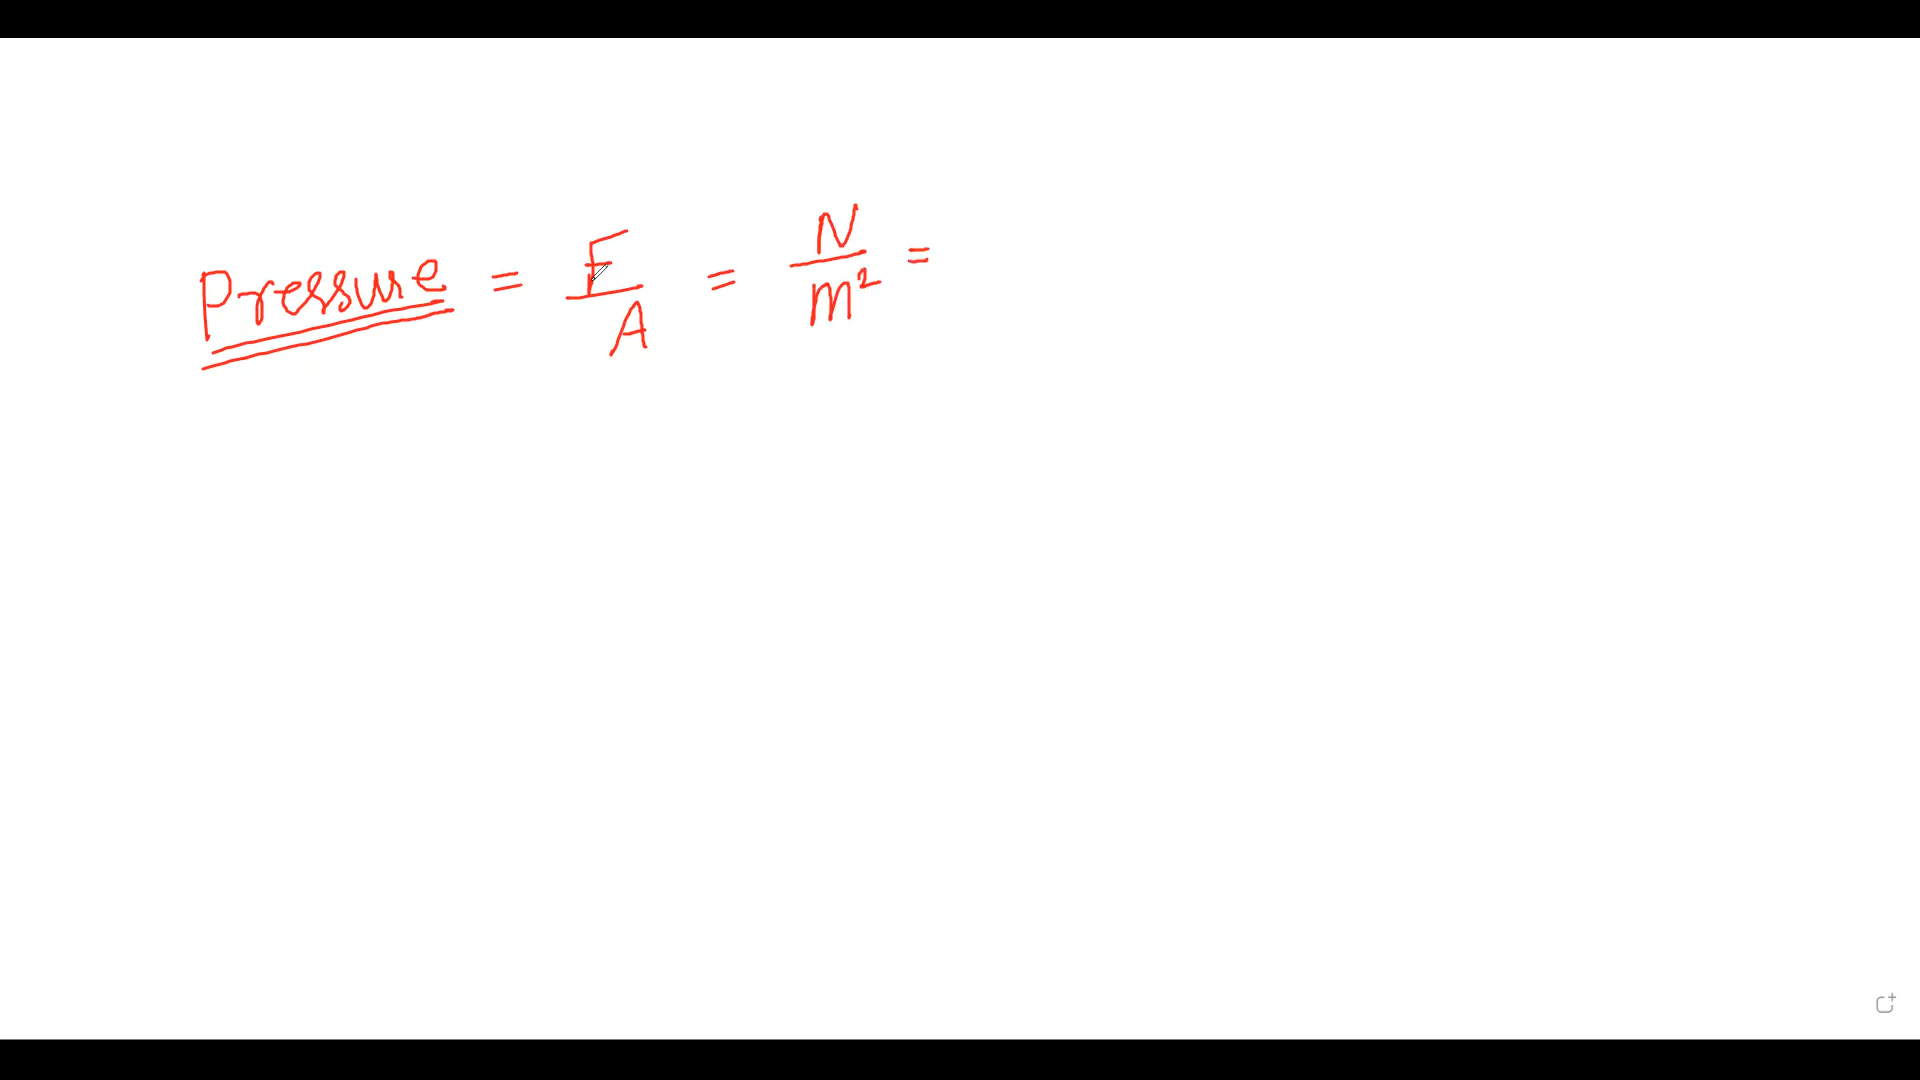 Pressure = F/A = N/m² =